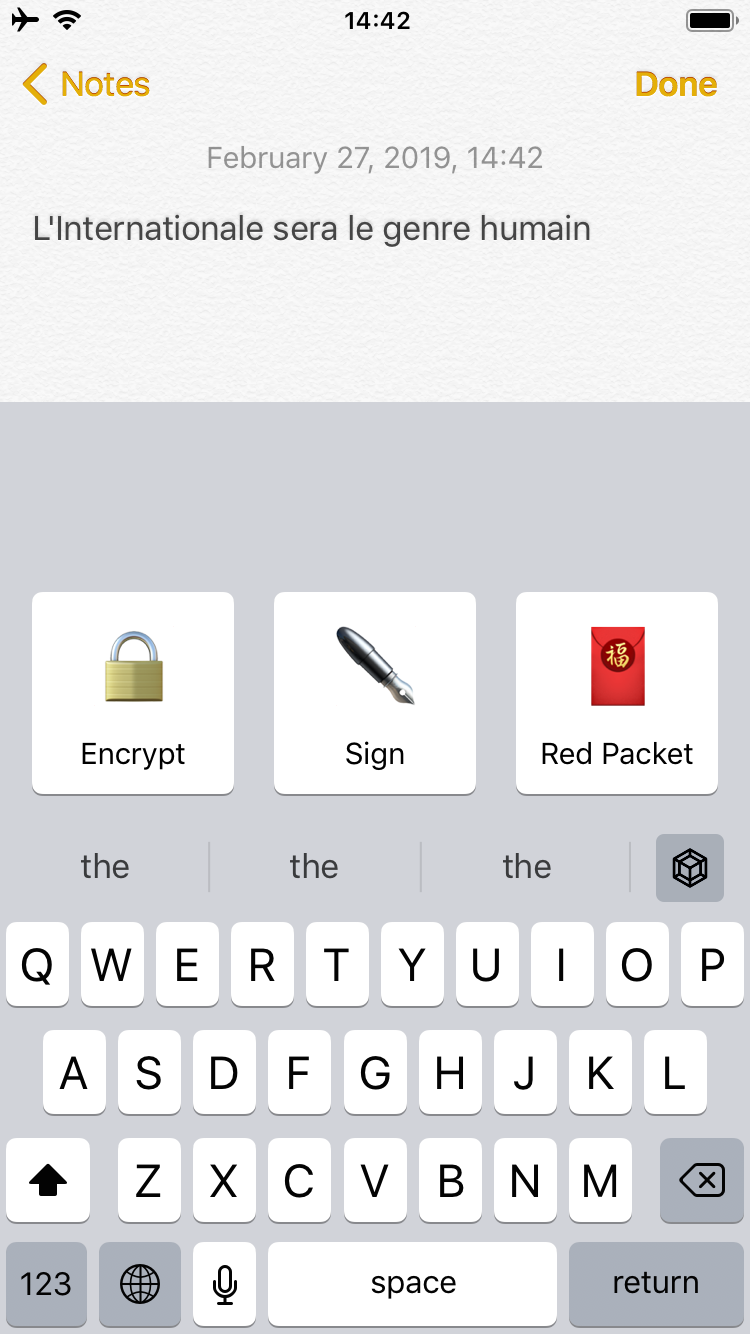 14:42
Notes
Done
February 27, 2019, 14:42
L'Internationale sera le genre humain
福
Encrypt
Sign
Red Packet
the the the
Q W E R T Y U I O P
A S D F G H J K L
Z X C V B N M
123 space return